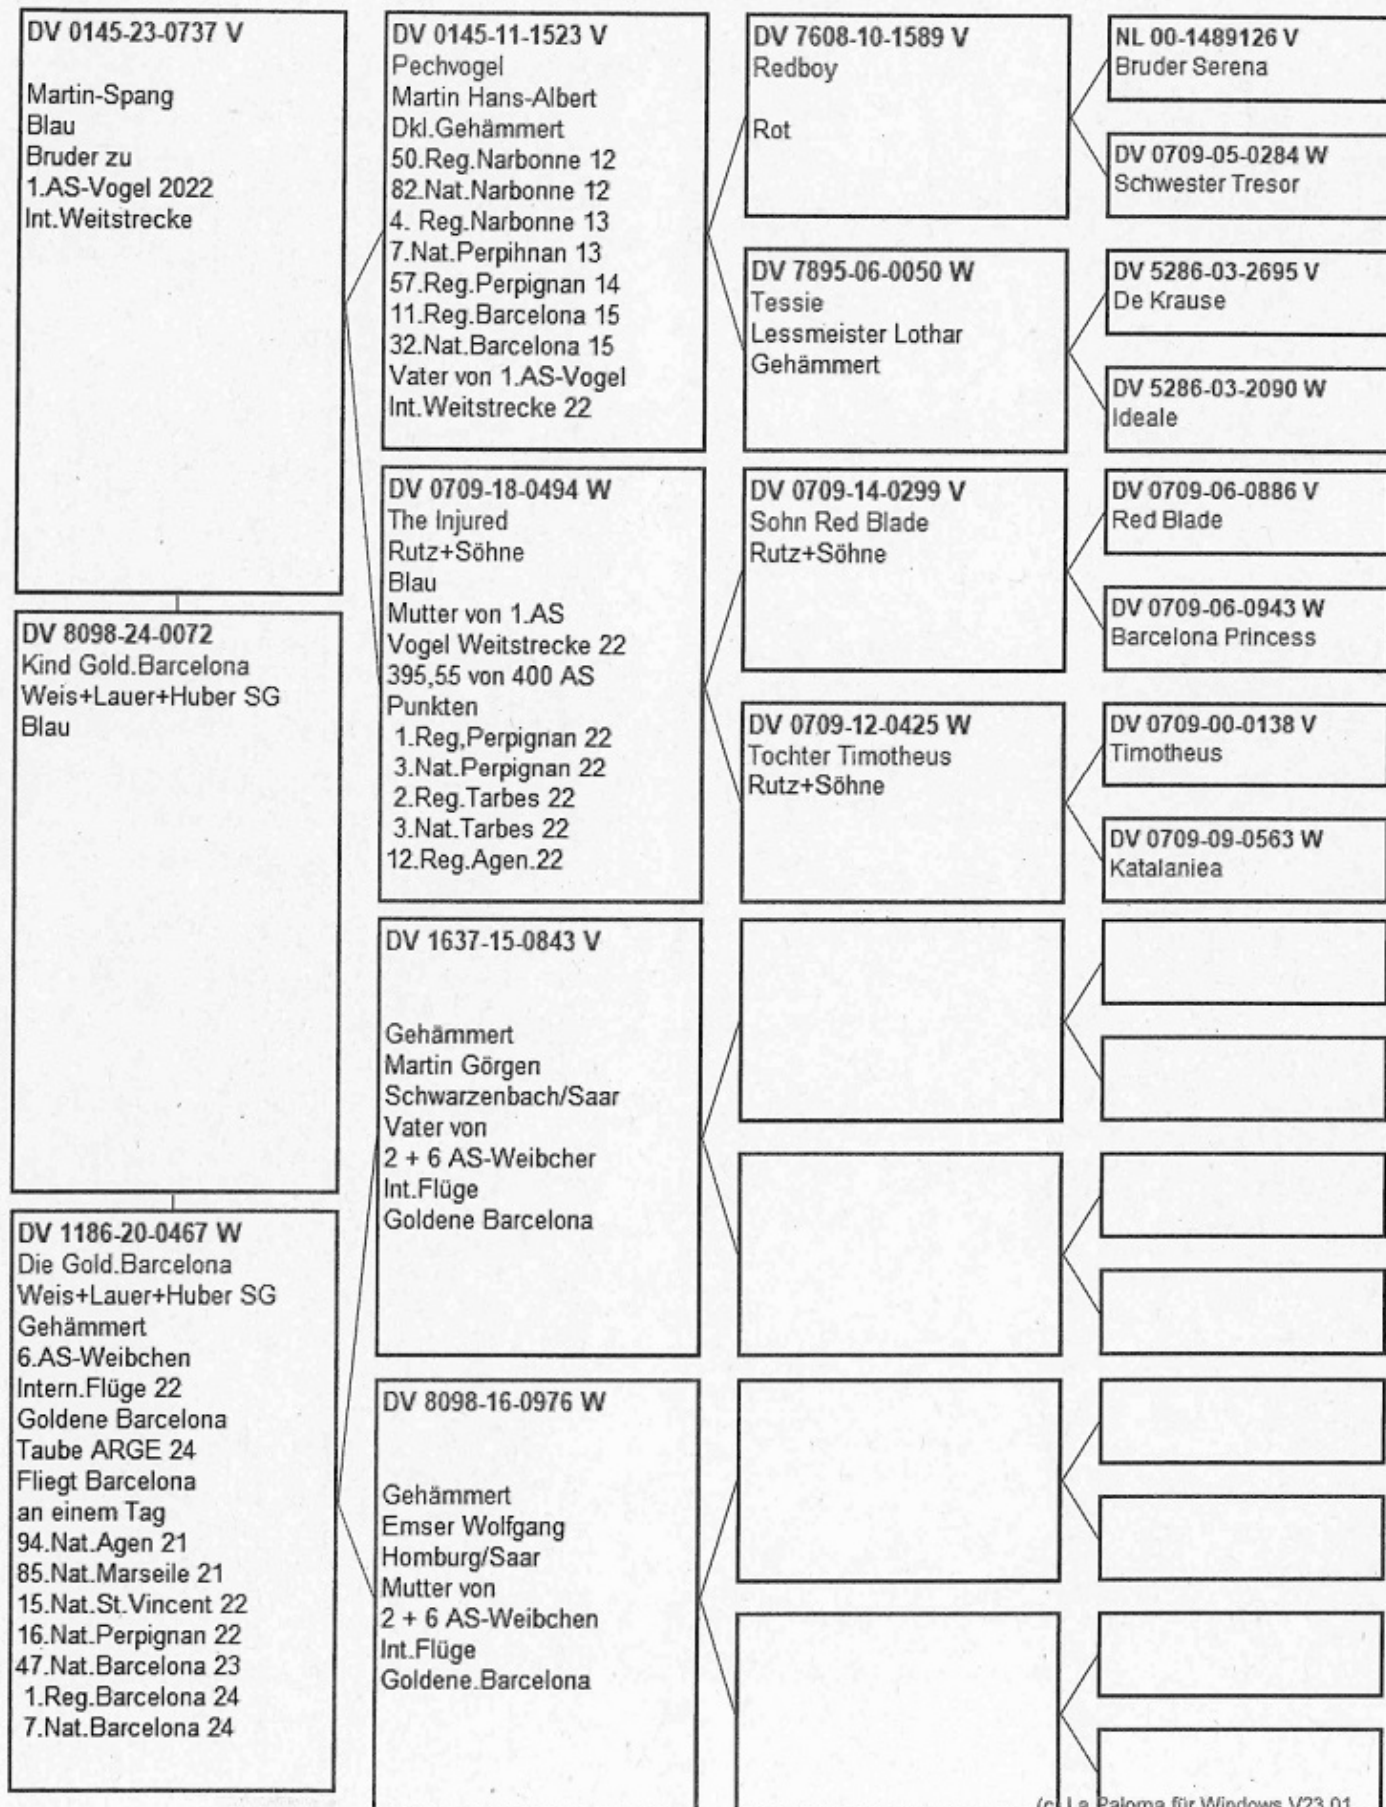 DV 0145-23-0737 V
Martin-Spang
Blau
Bruder zu
1.AS-Vogel 2022
Int.Weitstrecke
DV 8098-24-0072
Kind Gold.Barcelona
Weis+Lauer+Huber SG
Blau
DV 1186-20-0467 W
Die Gold.Barcelona
Weis+Lauer+Huber SG
Gehämmert
6.AS-Weibchen
Intern.Flüge 22
Goldene Barcelona
Taube ARGE 24
Fliegt Barcelona
an einem Tag
94.Nat.Agen 21
85.Nat.Marseile 21
15.Nat.St.Vincent 22
16.Nat.Perpignan 22
47.Nat.Barcelona 23
1.Reg.Barcelona 24
7.Nat.Barcelona 24
DV 0145-11-1523 V
Pechvogel
Martin Hans-Albert
Dkl.Gehämmert
50.Reg.Narbonne 12
82.Nat.Narbonne 12
4. Reg.Narbonne 13
7.Nat.Perpihnan 13
57.Reg.Perpignan 14
11.Reg.Barcelona 15
32.Nat.Barcelona 15
Vater von 1.AS-Vogel
Int.Weitstrecke 22
DV 0709-18-0494 W
The Injured
Rutz+Söhne
Blau
Mutter von 1.AS
Vogel Weitstrecke 22
395,55 von 400 AS
Punkten
1.Reg,Perpignan 22
3.Nat.Perpignan 22
2.Reg.Tarbes 22
3.Nat.Tarbes 22
12.Reg.Agen.22
DV 1637-15-0843 V
Gehämmert
Martin Görgen
Schwarzenbach/Saar
Vater von
2 + 6 AS-Weibcher
Int.Flüge
Goldene Barcelona
DV 8098-16-0976 W
Gehämmert
Emser Wolfgang
Homburg/Saar
Mutter von
2 + 6 AS-Weibchen
Int.Flüge
Goldene.Barcelona
DV 7608-10-1589 V
Redboy
Rot
DV 7895-06-0050 W
Tessie
Lessmeister Lothar
Gehämmert
DV 0709-14-0299 V
Sohn Red Blade
Rutz+Söhne
DV 0709-12-0425 W
Tochter Timotheus
Rutz+Söhne
NL 00-1489126 V
Bruder Serena
DV 0709-05-0284 W
Schwester Tresor
DV 5286-03-2695 V
De Krause
DV 5286-03-2090 W
Ideale
DV 0709-06-0886 V
Red Blade
DV 0709-06-0943 W
Barcelona Princess
DV 0709-00-0138 V
Timotheus
DV 0709-09-0563 W
Katalaniea
(c) La Paloma für Windows V23.01